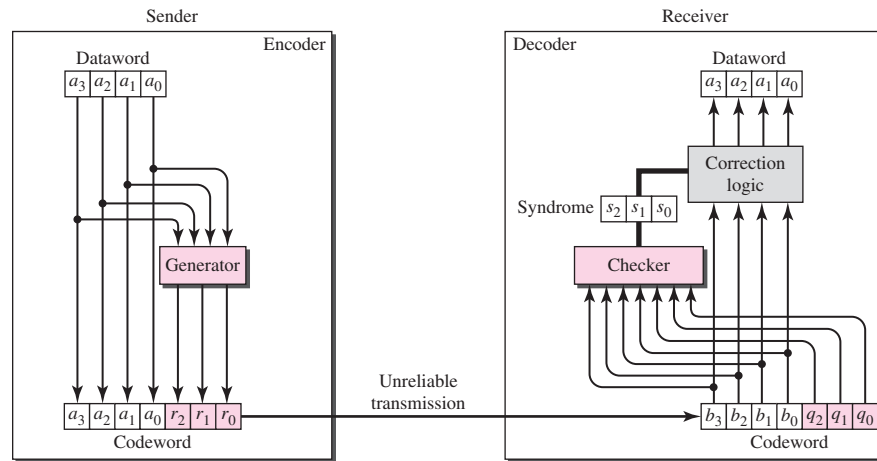 Sender
Encoder
Dataword
a3 a2 a1 a0
Generator
a3 a2 a1 a0 r2 r1 r0
Codeword
Unreliable
transmission
Receiver
Decoder
Dataword
a3 a2 a1 a0
Correction
logic
Syndrome s2 s1 s0
Checker
b3 b2 b1 b0 q2 q1 q0
Codeword